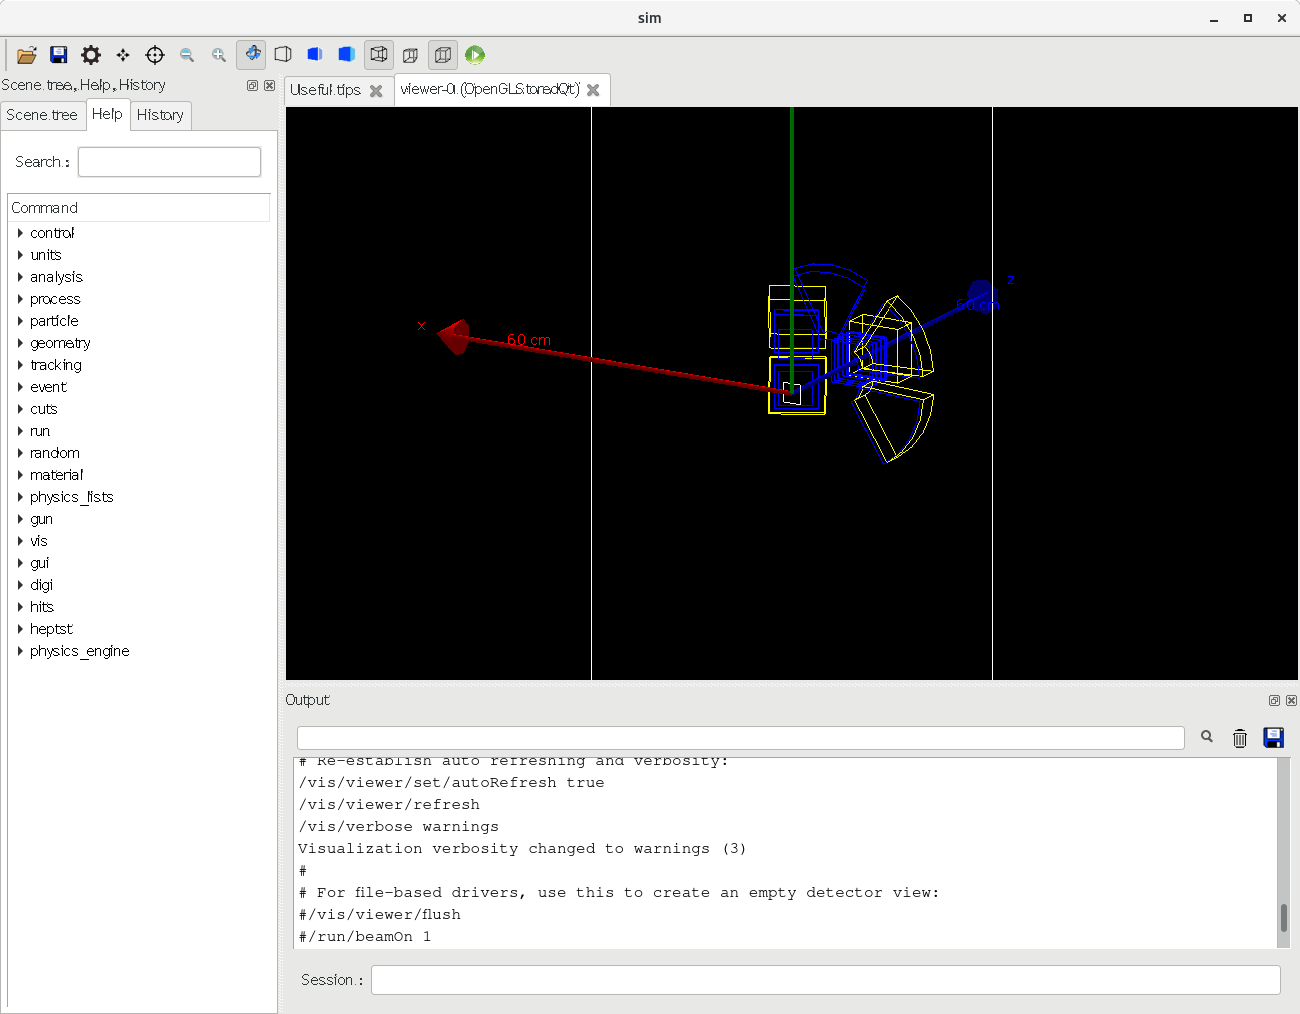 sim
Scene tree, Help, History
Scene tree Help History
Search :
Command
control
units
analysis
process
particle
geometry
tracking
event
cuts
run
random
material
physics_lists
gun
vis
gui
digi
hits
heptst
physics_engine
Useful tips viewer-0 (OpenGLStoredQt)
x
60 cm
z
60 cm
Output
# Re-establish auto refreshing and verbosity:
/vis/viewer/set/autoRefresh true
/vis/viewer/refresh
/vis/verbose warnings
Visualization verbosity changed to warnings (3)
#
# For file-based drivers, use this to create an empty detector view:
#/vis/viewer/flush
#/run/beamOn 1
Session :